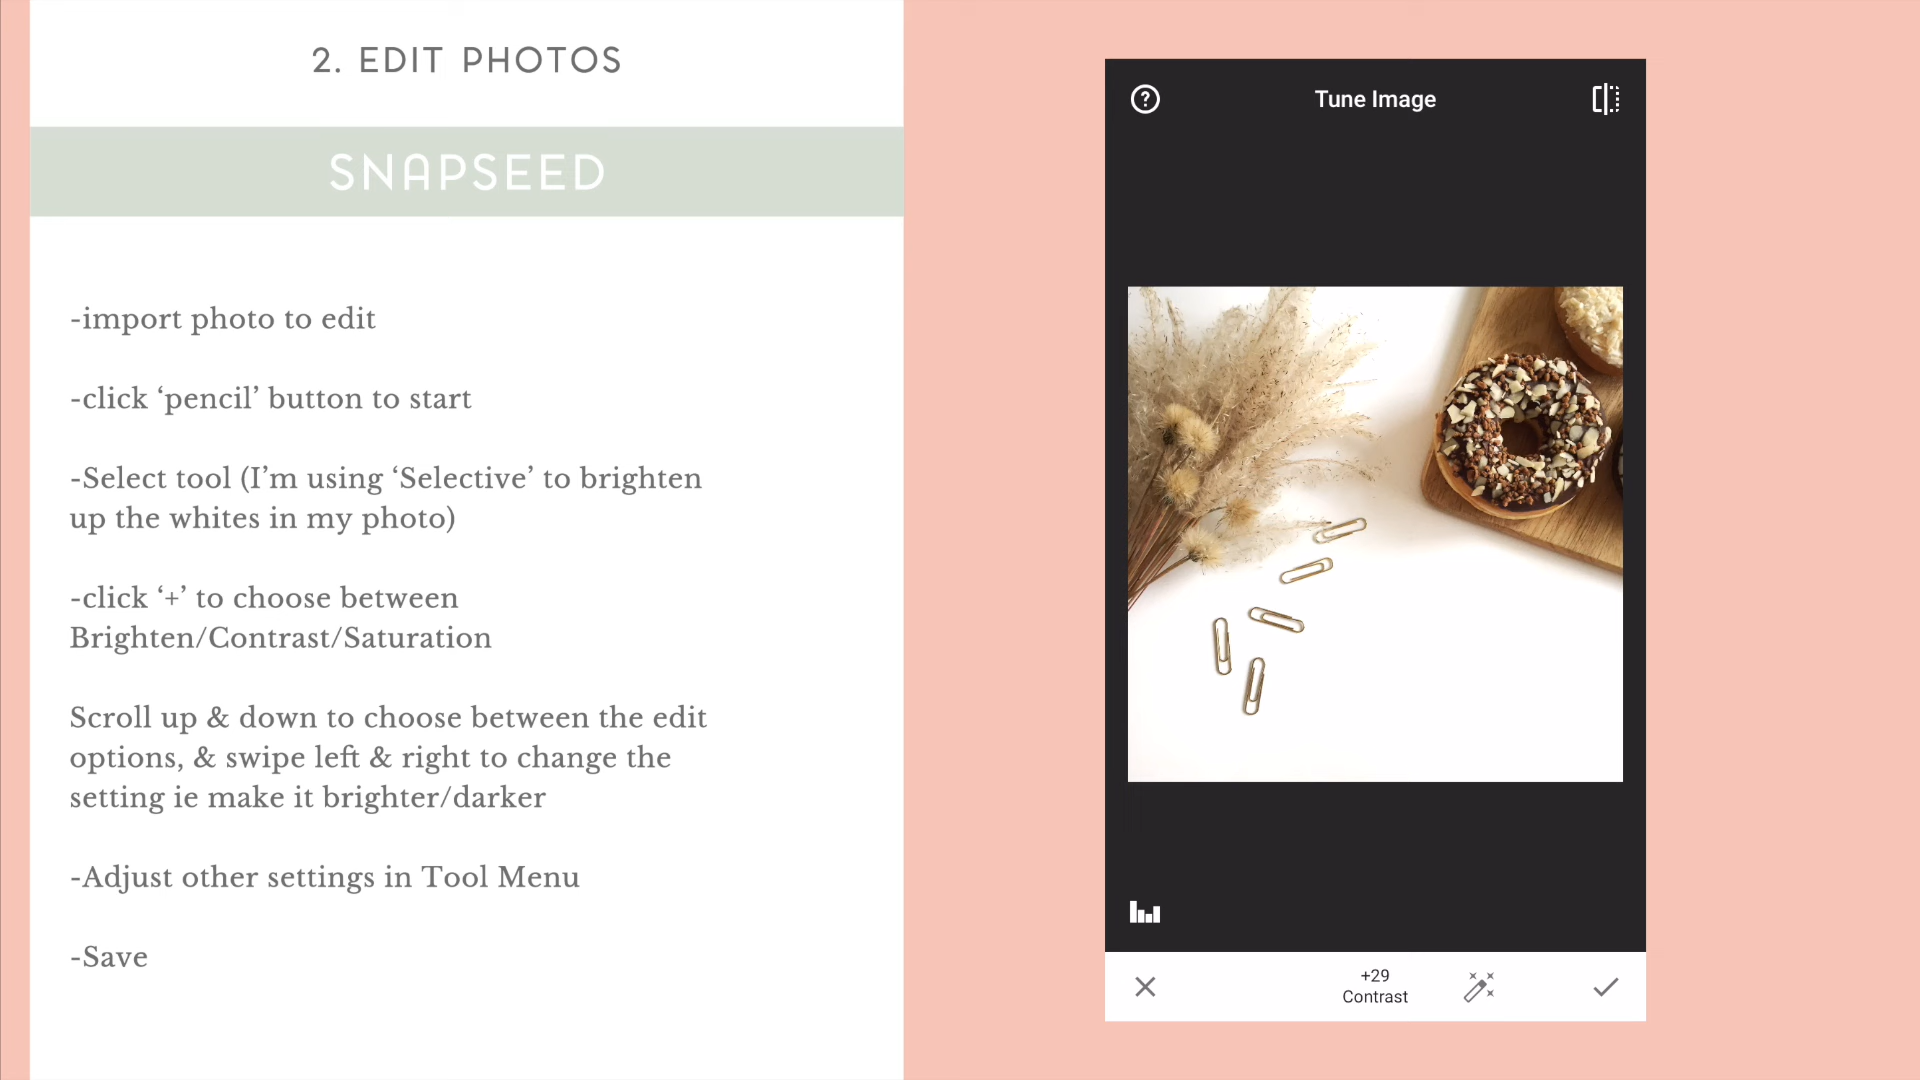 2. EDIT PHOTOS
SNAPSEED
-import photo to edit
-click ‘pencil’ button to start
-Select tool (I’m using ‘Selective’ to brighten
up the whites in my photo)
-click ‘+’ to choose between
Brighten/Contrast/Saturation
Scroll up & down to choose between the edit
options, & swipe left & right to change the
setting ie make it brighter/darker
-Adjust other settings in Tool Menu
-Save
Tune Image
+29
Contrast